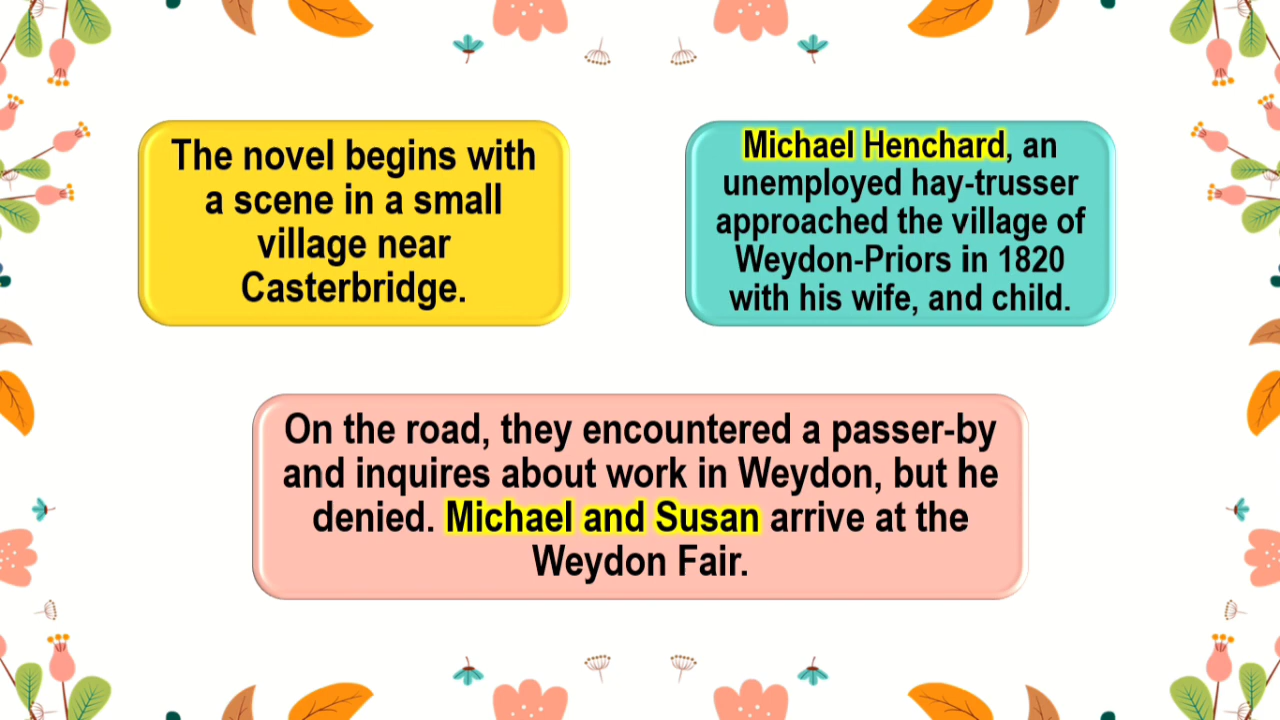 The novel begins with
a scene in a small
village near
Casterbridge.
Michael Henchard, an
unemployed hay-trusser
approached the village of
Weydon-Priors in 1820
with his wife, and child.
On the road, they encountered a passer-by
and inquires about work in Weydon, but he
denied. Michael and Susan arrive at the
Weydon Fair.